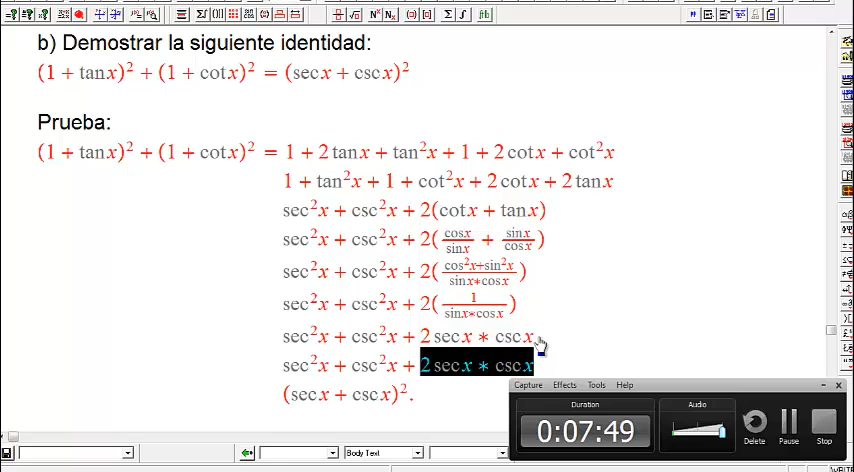 b) Demostrar la siguiente identidad:
(1 + tanx)² + (1 + cotx)² = (secx + cscx)²
Prueba:
(1 + tanx)² + (1 + cotx)² = 1 + 2 tanx + tan²x + 1 + 2 cotx + cot²x
1 + tan²x + 1 + cot²x + 2 cotx + 2 tanx
sec²x + csc²x + 2(cotx + tanx)
sec²x + csc²x + 2(cosx/sinx + sinx/cosx)
sec²x + csc²x + 2(cos²x+sin²x/sinx*cosx)
sec²x + csc²x + 2(1/sinx*cosx)
sec²x + csc²x + 2 secx * cscx
sec²x + csc²x + 2 secx * cscx
(secx + cscx)².
Capture Effects Tools Help
Duration
Audio
0:07:49
Delete
Pause
Stop
Body Text